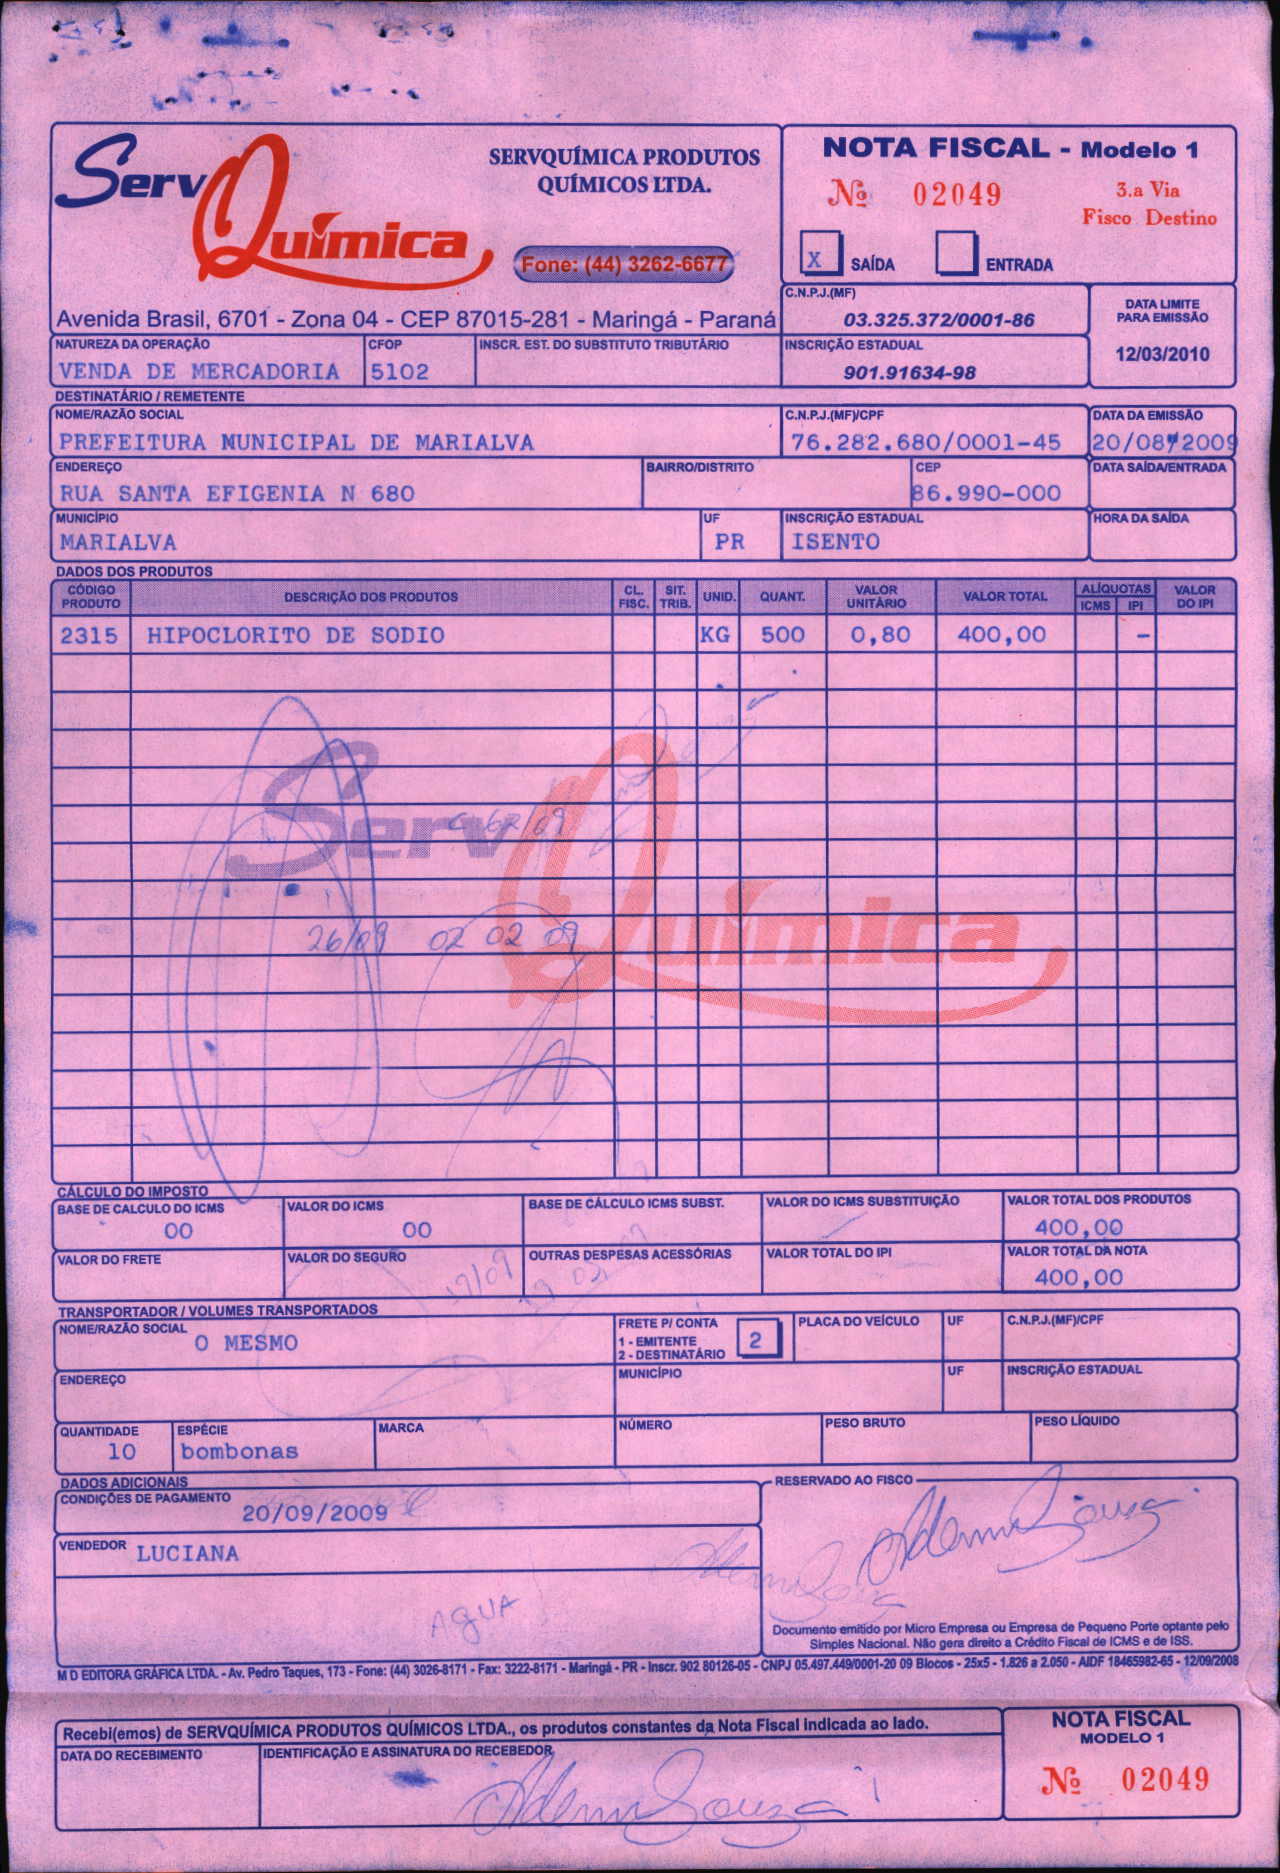 Serv Química
SERVQUÍMICA PRODUTOS
QUÍMICOS LTDA.
Fone: (44) 3262-6677
Avenida Brasil, 6701 - Zona 04 - CEP 87015-281 - Maringá - Paraná
NOTA FISCAL - Modelo 1
Nº 02049
3.a Via
Fisco Destino
X SAÍDA ENTRADA
C.N.P.J.(MF)
03.325.372/0001-86
DATA LIMITE
PARA EMISSÃO
12/03/2010
NATUREZA DA OPERAÇÃO CFOP INSCR. EST. DO SUBSTITUTO TRIBUTÁRIO INSCRIÇÃO ESTADUAL
VENDA DE MERCADORIA 5102 901.91634-98
DESTINATÁRIO / REMETENTE
NOME/RAZÃO SOCIAL C.N.P.J.(MF)/CPF DATA DA EMISSÃO
PREFEITURA MUNICIPAL DE MARIALVA 76.282.680/0001-45 20/08/2009
ENDEREÇO BAIRRO/DISTRITO CEP DATA SAÍDA/ENTRADA
RUA SANTA EFIGENIA N 680 86.990-000
MUNICÍPIO UF INSCRIÇÃO ESTADUAL HORA DA SAÍDA
MARIALVA PR ISENTO
DADOS DOS PRODUTOS
CÓDIGO PRODUTO DESCRIÇÃO DOS PRODUTOS CL. FISC. SIT. TRIB. UNID. QUANT. VALOR UNITÁRIO VALOR TOTAL ALÍQUOTAS ICMS IPI VALOR DO IPI
2315 HIPOCLORITO DE SODIO KG 500 0,80 400,00 –
Serv Química
26/09 02 02 09
CÁLCULO DO IMPOSTO
BASE DE CALCULO DO ICMS VALOR DO ICMS BASE DE CÁLCULO ICMS SUBST. VALOR DO ICMS SUBSTITUIÇÃO VALOR TOTAL DOS PRODUTOS
00 00 400,00
VALOR DO FRETE VALOR DO SEGURO OUTRAS DESPESAS ACESSÓRIAS VALOR TOTAL DO IPI VALOR TOTAL DA NOTA
400,00
TRANSPORTADOR / VOLUMES TRANSPORTADOS
NOME/RAZÃO SOCIAL FRETE P/ CONTA PLACA DO VEÍCULO UF C.N.P.J.(MF)/CPF
O MESMO 1 - EMITENTE 2
2 - DESTINATÁRIO
ENDEREÇO MUNICÍPIO UF INSCRIÇÃO ESTADUAL
QUANTIDADE ESPÉCIE MARCA NÚMERO PESO BRUTO PESO LÍQUIDO
10 bombonas
DADOS ADICIONAIS
CONDIÇÕES DE PAGAMENTO
20/09/2009
VENDEDOR LUCIANA
AGUA
RESERVADO AO FISCO
Documento emitido por Micro Empresa ou Empresa de Pequeno Porte optante pelo
Simples Nacional. Não gera direito a Crédito Fiscal de ICMS e de ISS.
M D EDITORA GRÁFICA LTDA. - Av. Pedro Taques, 173 - Fone: (44) 3026-8171 - Fax: 3222-8171 - Maringá - PR - Inscr. 902 80126-05 - CNPJ 05.497.449/0001-20 09 Blocos - 25x5 - 1.826 a 2.050 - AIDF 18465982-65 - 12/09/2008
Recebi(emos) de SERVQUÍMICA PRODUTOS QUÍMICOS LTDA., os produtos constantes da Nota Fiscal indicada ao lado.
DATA DO RECEBIMENTO IDENTIFICAÇÃO E ASSINATURA DO RECEBEDOR
NOTA FISCAL
MODELO 1
Nº 02049